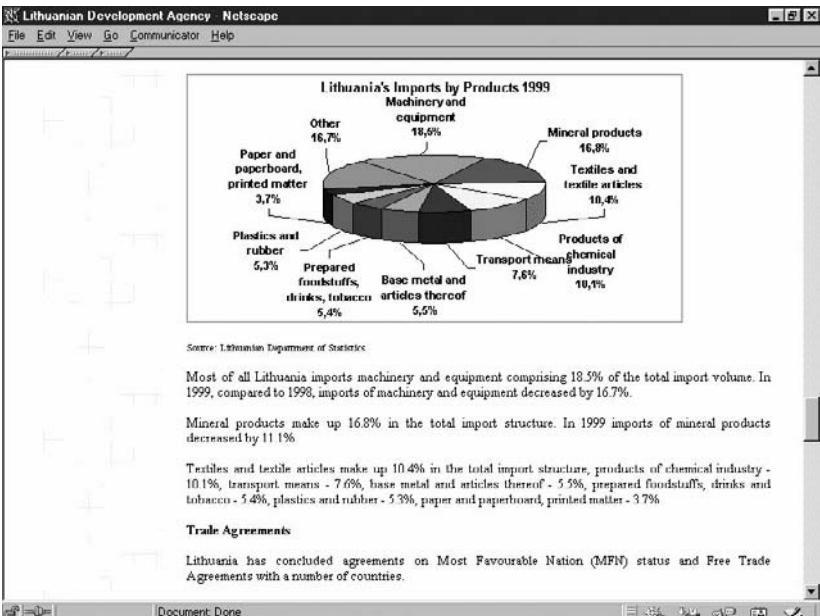 Lithuanian Development Agency - Netscape
File Edit View Go Communicator Help
Lithuania's Imports by Products 1999
Machinery and
equipment
18,5%
Other
16,7%
Mineral products
16,8%
Paper and
paperboard,
printed matter
3,7%
Textiles and
textile articles
10,4%
Plastics and
rubber
5,3%
Products of
chemical
industry
10,1%
Transport means
7,6%
Prepared
foodstuffs,
drinks, tobacco
5,4%
Base metal and
articles thereof
5,5%
Source: Lithuanian Department of Statistics
Most of all Lithuania imports machinery and equipment comprising 18.5% of the total import volume. In
1999, compared to 1998, imports of machinery and equipment decreased by 16.7%.
Mineral products make up 16.8% in the total import structure. In 1999 imports of mineral products
decreased by 11.1%
Textiles and textile articles make up 10.4% in the total import structure, products of chemical industry -
10.1%, transport means - 7.6%, base metal and articles thereof - 5.5%, prepared foodstuffs, drinks and
tobacco - 5.4%, plastics and rubber - 5.3%, paper and paperboard, printed matter - 3.7%
Trade Agreements
Lithuania has concluded agreements on Most Favourable Nation (MFN) status and Free Trade
Agreements with a number of countries.
Document: Done